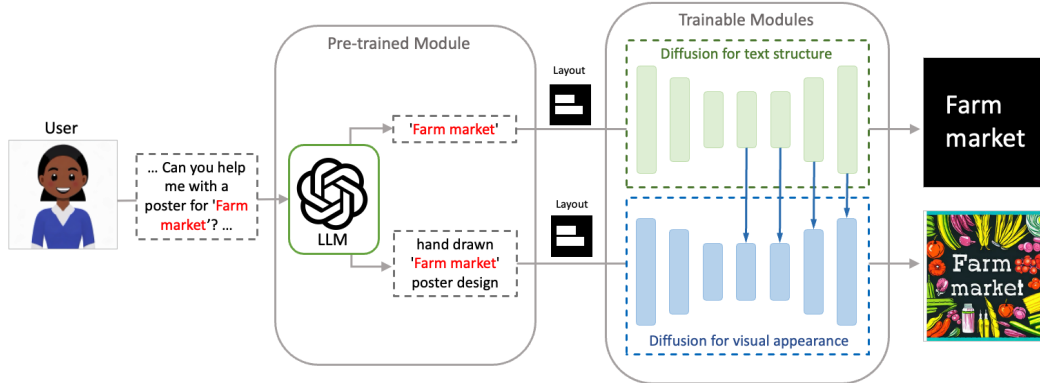 User
… Can you help
me with a
poster for 'Farm
market'? …
Pre-trained Module
LLM
'Farm market'
hand drawn
'Farm market'
poster design
Layout
Layout
Trainable Modules
Diffusion for text structure
Diffusion for visual appearance
Farm
market
Farm
market